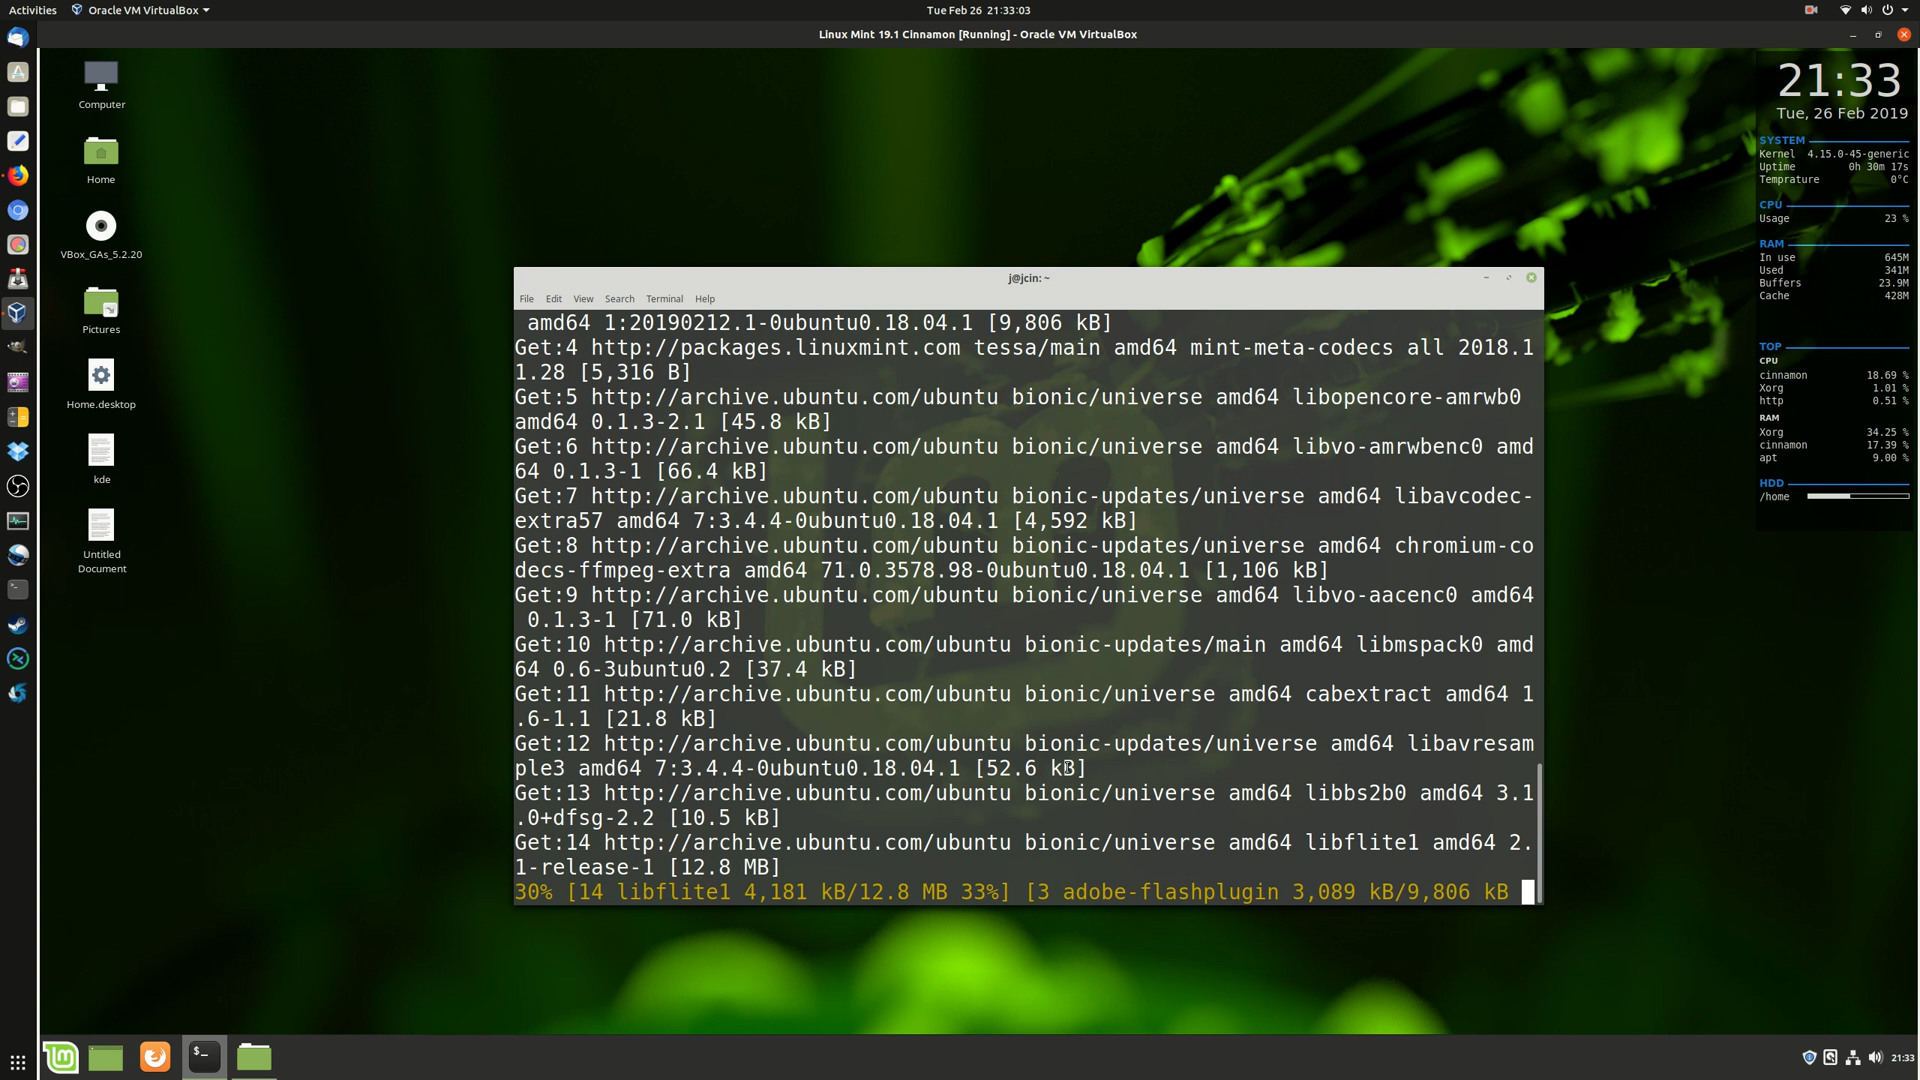 Activities
Oracle VM VirtualBox
Tue Feb 26 21:33:03
Linux Mint 19.1 Cinnamon [Running] - Oracle VM VirtualBox
Computer
Home
VBox_GAs_5.2.20
Pictures
Home.desktop
kde
Untitled
Document
j@jcin: ~
File Edit View Search Terminal Help
amd64 1:20190212.1-0ubuntu0.18.04.1 [9,806 kB]
Get:4 http://packages.linuxmint.com tessa/main amd64 mint-meta-codecs all 2018.1
1.28 [5,316 B]
Get:5 http://archive.ubuntu.com/ubuntu bionic/universe amd64 libopencore-amrwb0
amd64 0.1.3-2.1 [45.8 kB]
Get:6 http://archive.ubuntu.com/ubuntu bionic/universe amd64 libvo-amrwbenc0 amd
64 0.1.3-1 [66.4 kB]
Get:7 http://archive.ubuntu.com/ubuntu bionic-updates/universe amd64 libavcodec-
extra57 amd64 7:3.4.4-0ubuntu0.18.04.1 [4,592 kB]
Get:8 http://archive.ubuntu.com/ubuntu bionic-updates/universe amd64 chromium-co
decs-ffmpeg-extra amd64 71.0.3578.98-0ubuntu0.18.04.1 [1,106 kB]
Get:9 http://archive.ubuntu.com/ubuntu bionic/universe amd64 libvo-aacenc0 amd64
0.1.3-1 [71.0 kB]
Get:10 http://archive.ubuntu.com/ubuntu bionic-updates/main amd64 libmspack0 amd
64 0.6-3ubuntu0.2 [37.4 kB]
Get:11 http://archive.ubuntu.com/ubuntu bionic/universe amd64 cabextract amd64 1
.6-1.1 [21.8 kB]
Get:12 http://archive.ubuntu.com/ubuntu bionic-updates/universe amd64 libavresam
ple3 amd64 7:3.4.4-0ubuntu0.18.04.1 [52.6 kB]
Get:13 http://archive.ubuntu.com/ubuntu bionic/universe amd64 libbs2b0 amd64 3.1
.0+dfsg-2.2 [10.5 kB]
Get:14 http://archive.ubuntu.com/ubuntu bionic/universe amd64 libflite1 amd64 2.
1-release-1 [12.8 MB]
30% [14 libflite1 4,181 kB/12.8 MB 33%] [3 adobe-flashplugin 3,089 kB/9,806 kB
21:33
Tue, 26 Feb 2019
SYSTEM
Kernel 4.15.0-45-generic
Uptime 0h 30m 17s
Temprature 0°C
CPU
Usage 23 %
RAM
In use 645M
Used 341M
Buffers 23.9M
Cache 428M
TOP
CPU
cinnamon 18.69 %
Xorg 1.01 %
http 0.51 %
RAM
Xorg 34.25 %
cinnamon 17.39 %
apt 9.00 %
HDD
/home
21:33